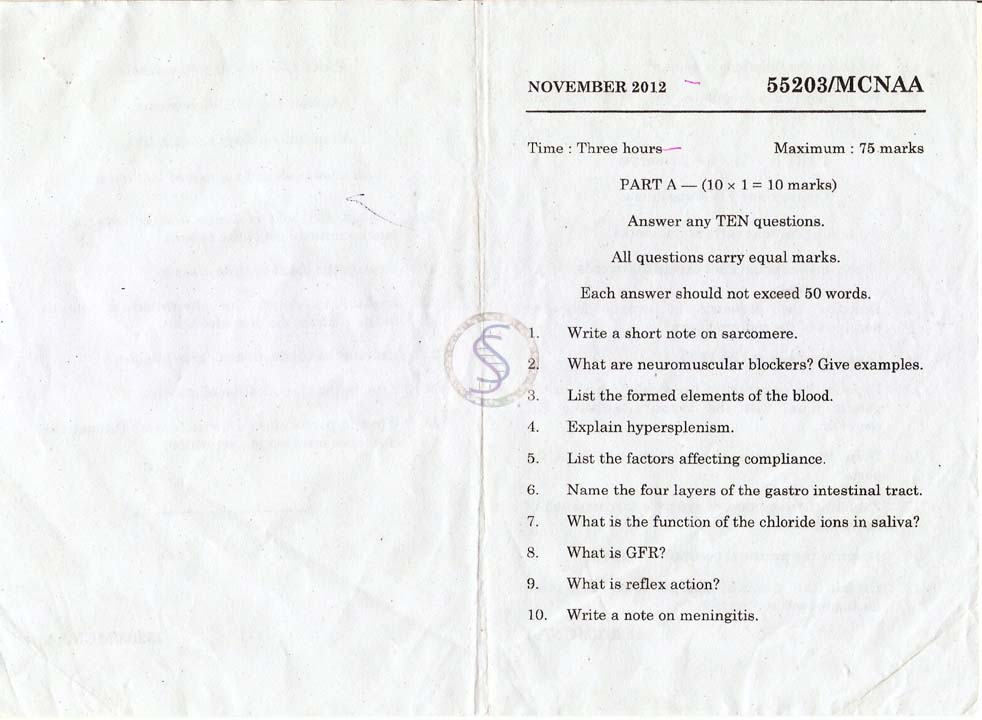 NOVEMBER 2012 55203/MCNAA
Time : Three hours Maximum : 75 marks
PART A — (10 × 1 = 10 marks)
Answer any TEN questions.
All questions carry equal marks.
Each answer should not exceed 50 words.
1. Write a short note on sarcomere.
2. What are neuromuscular blockers? Give examples.
3. List the formed elements of the blood.
4. Explain hypersplenism.
5. List the factors affecting compliance.
6. Name the four layers of the gastro intestinal tract.
7. What is the function of the chloride ions in saliva?
8. What is GFR?
9. What is reflex action?
10. Write a note on meningitis.